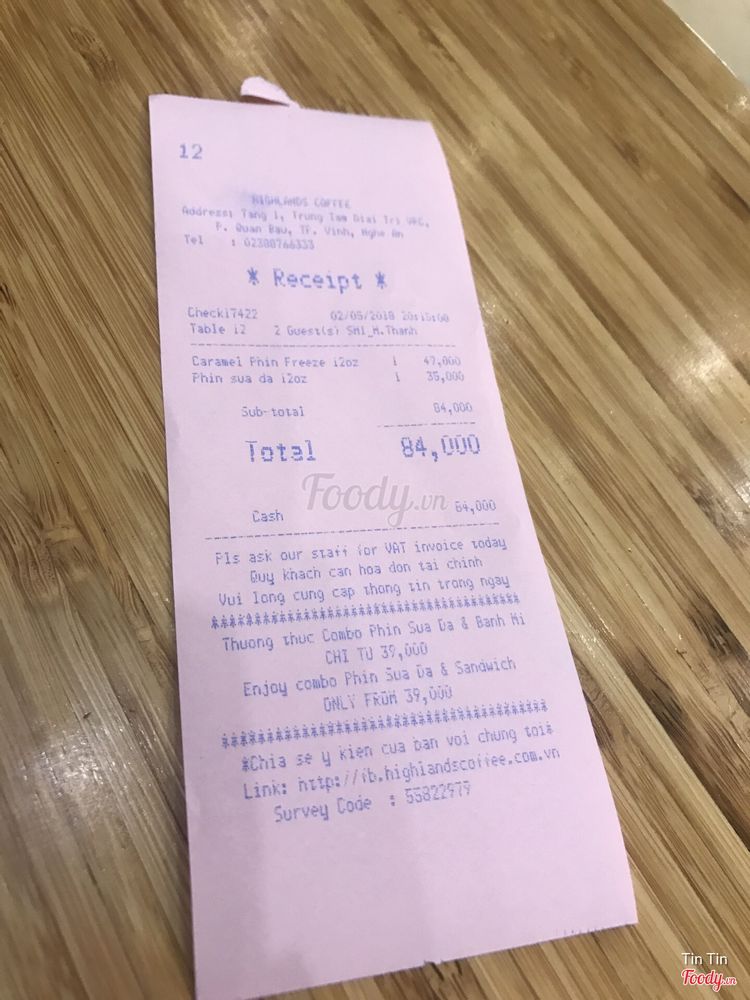 12
HIGHLANDS COFFEE
Address: Tang 1, Trung Tam Giai Tri VRC,
P. Quan Bau, TP. Vinh, Nghe An
Tel : 02388766333
* Receipt *
Check17422 02/05/2018 20:15:00
Table 12 2 Guest(s) SHI_M.Thanh
Caramel Phin Freeze 12oz 1 47,000
Phin sua da 12oz 1 35,000
Sub-total 84,000
Total 84,000
Foody.vn
Cash 84,000
Pls ask our staff for VAT invoice today
Quy khach can hoa don tai chinh
Vui long cung cap thong tin trong ngay
****************************************
Thuong thuc Combo Phin Sua Da & Banh Mi
CHI TU 39,000
Enjoy combo Phin Sua Da & Sandwich
ONLY FROM 39,000
****************************************
*Chia se y kien cua ban voi chung toi*
Link: http://fb.highlandscoffee.com.vn
Survey Code : 55822979
Tin Tin
Foody.vn